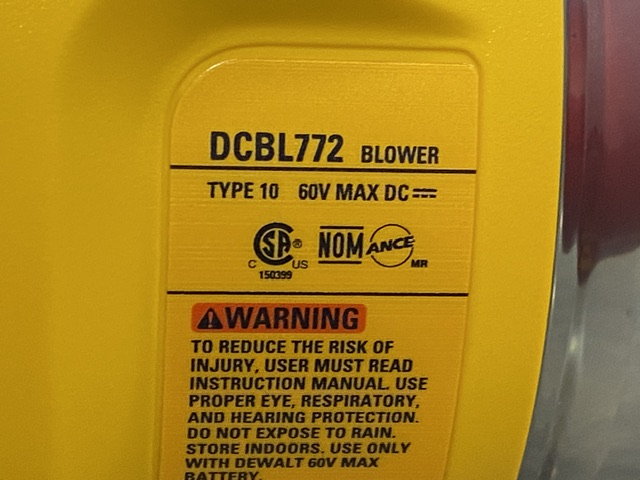 DCBL772 BLOWER
TYPE 10 60V MAX DC
SA ® NOM ANCE
C US MR
150399
WARNING
TO REDUCE THE RISK OF
INJURY, USER MUST READ
INSTRUCTION MANUAL. USE
PROPER EYE, RESPIRATORY,
AND HEARING PROTECTION.
DO NOT EXPOSE TO RAIN.
STORE INDOORS. USE ONLY
WITH DEWALT 60V MAX
BATTERY.